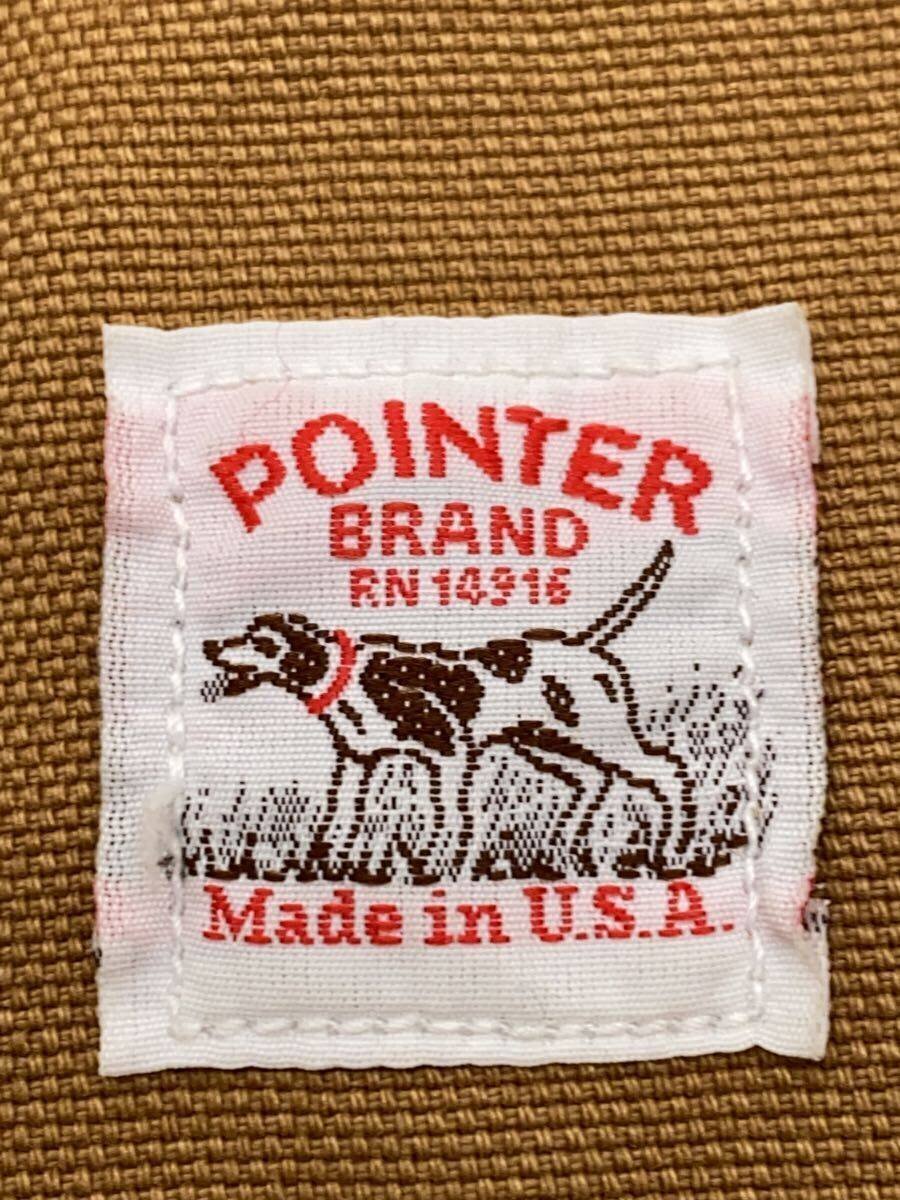 POINTER
BRAND
RN 14916
Made in U.S.A.